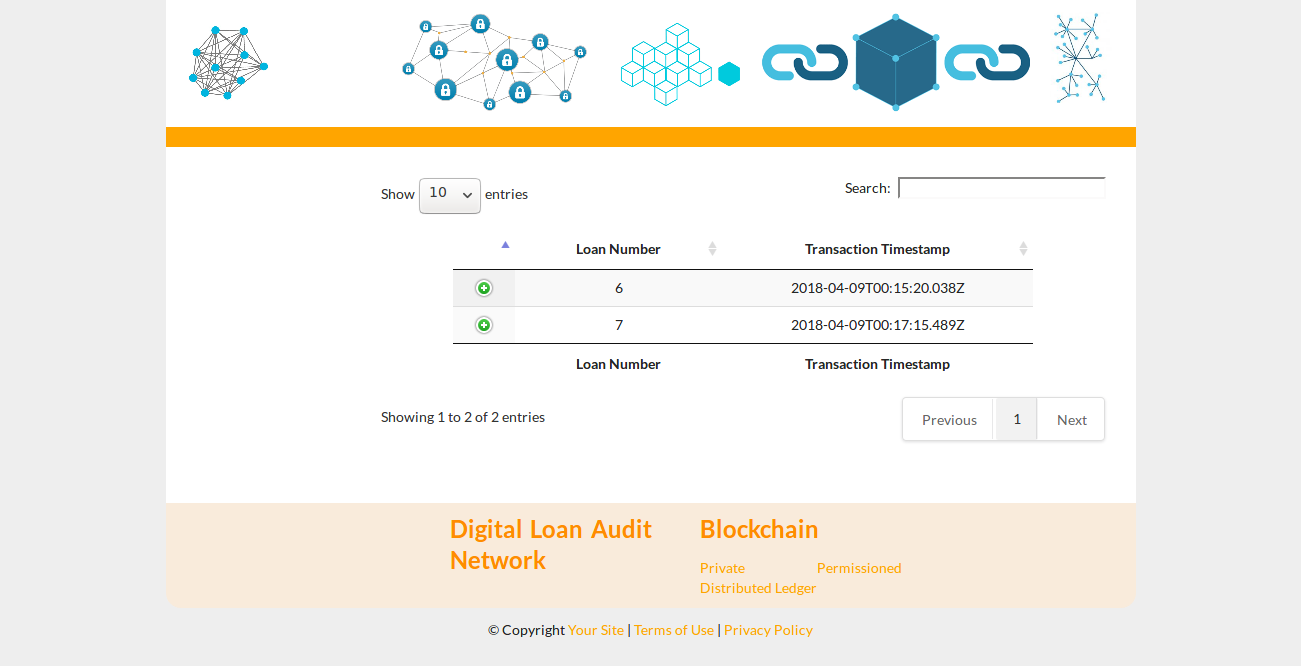 Show 10 entries
Search:
Loan Number Transaction Timestamp
6 2018-04-09T00:15:20.038Z
7 2018-04-09T00:17:15.489Z
Loan Number Transaction Timestamp
Showing 1 to 2 of 2 entries
Previous 1 Next
Digital Loan Audit
Network
Blockchain
Private Permissioned
Distributed Ledger
© Copyright Your Site | Terms of Use | Privacy Policy